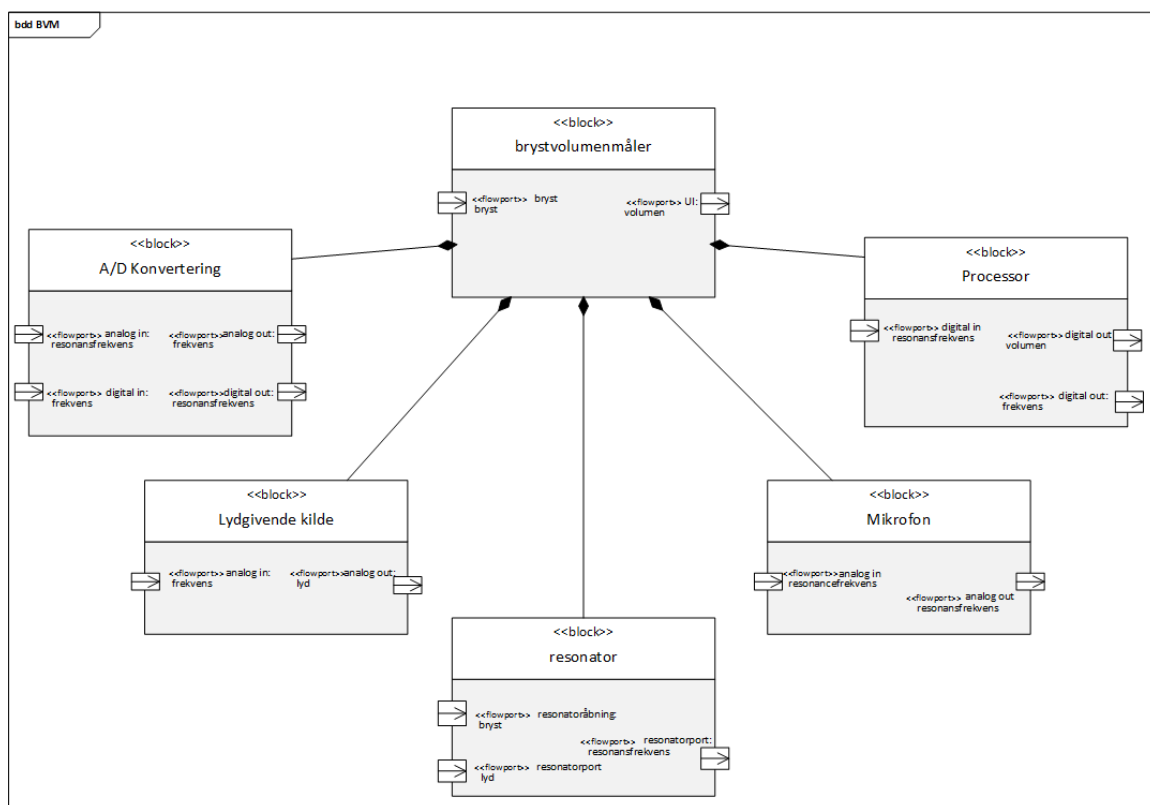 bdd BVM
<<block>>
brystvolumenmåler
<<flowport>> bryst
bryst
<<flowport>> UI:
volumen
<<block>>
A/D Konvertering
<<flowport>> analog in:
resonansfrekvens
<<flowport>>analog out:
frekvens
<<flowport>> digital in:
frekvens
<<flowport>>digital out:
resonansfrekvens
<<block>>
Processor
<<flowport>> digital in
resonansfrekvens
<<flowport>> digital out
volumen
<<flowport>> digital out:
frekvens
<<block>>
Lydgivende kilde
<<flowport>> analog in:
frekvens
<<flowport>>analog out:
lyd
<<block>>
Mikrofon
<<flowport>> analog in
resonancefrekvens
<<flowport>> analog out
resonansfrekvens
<<block>>
resonator
<<flowport>> resonatoråbning:
bryst
<<flowport>> resonatorport:
resonansfrekvens
<<flowport>> resonatorport
lyd